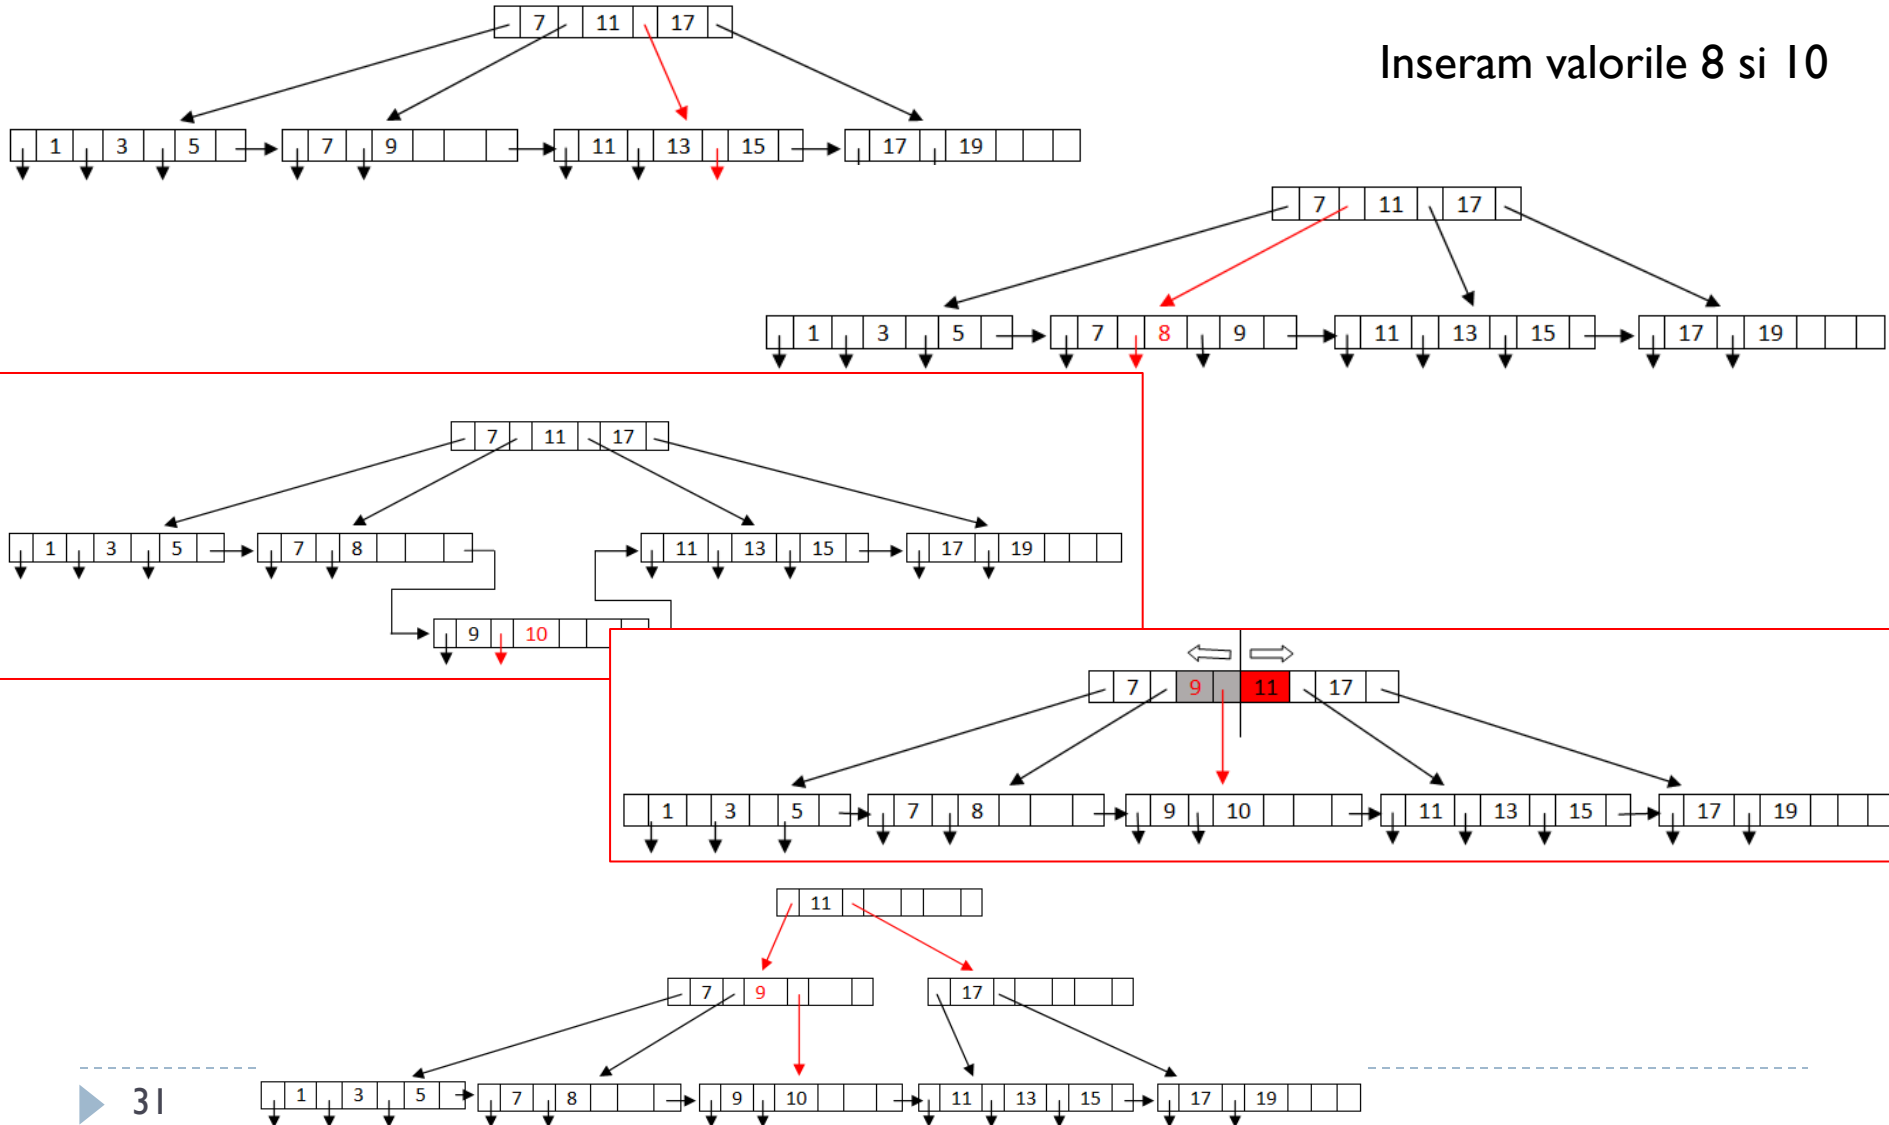 7 11 17
Inseram valorile 8 si 10
1 3 5 7 9 11 13 15 17 19
7 11 17
1 3 5 7 8 9 11 13 15 17 19
7 11 17
1 3 5 7 8 11 13 15 17 19
9 10
7 9 11 17
1 3 5 7 8 9 10 11 13 15 17 19
11
7 9 17
1 3 5 7 8 9 10 11 13 15 17 19
31